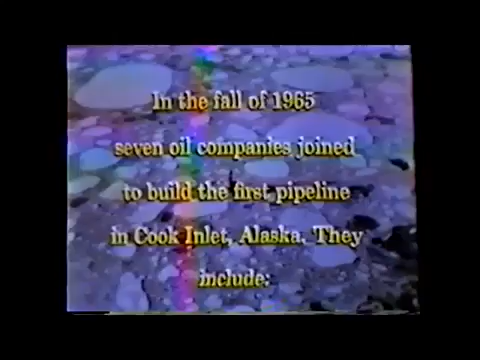 In the fall of 1965
seven oil companies joined
to build the first pipeline
in Cook Inlet, Alaska. They
include: